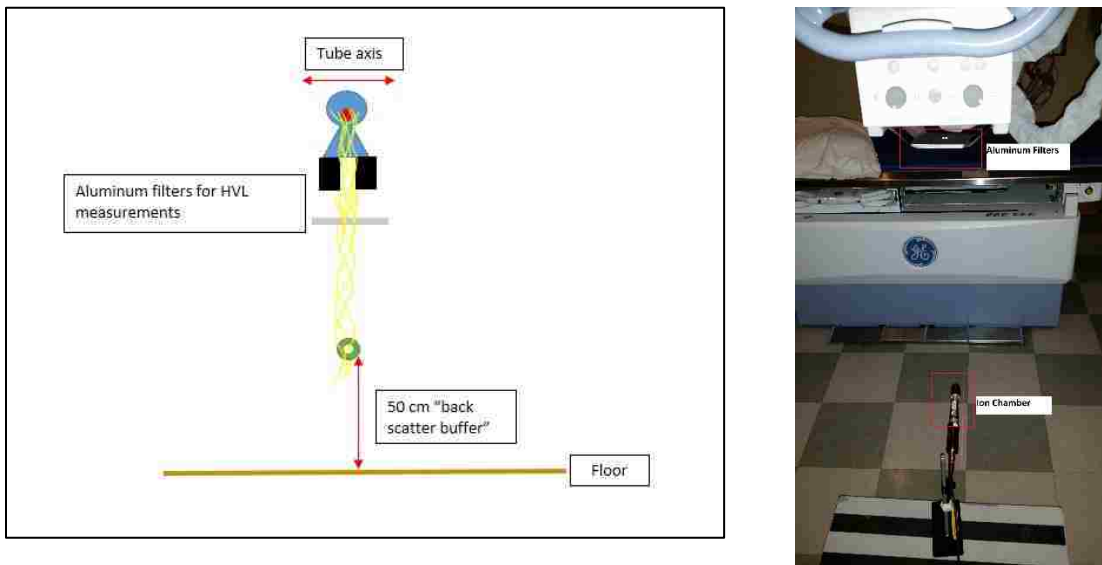 Tube axis
Aluminum filters for HVL
measurements
50 cm “back
scatter buffer”
Floor
Aluminum Filters
Ion Chamber